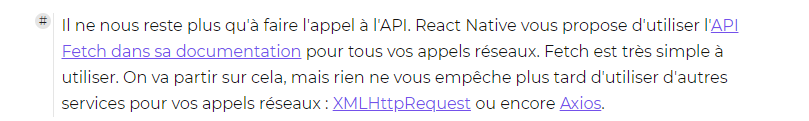 # Il ne nous reste plus qu'à faire l'appel à l'API. React Native vous propose d'utiliser l'API
Fetch dans sa documentation pour tous vos appels réseaux. Fetch est très simple à
utiliser. On va partir sur cela, mais rien ne vous empêche plus tard d'utiliser d'autres
services pour vos appels réseaux : XMLHttpRequest ou encore Axios.